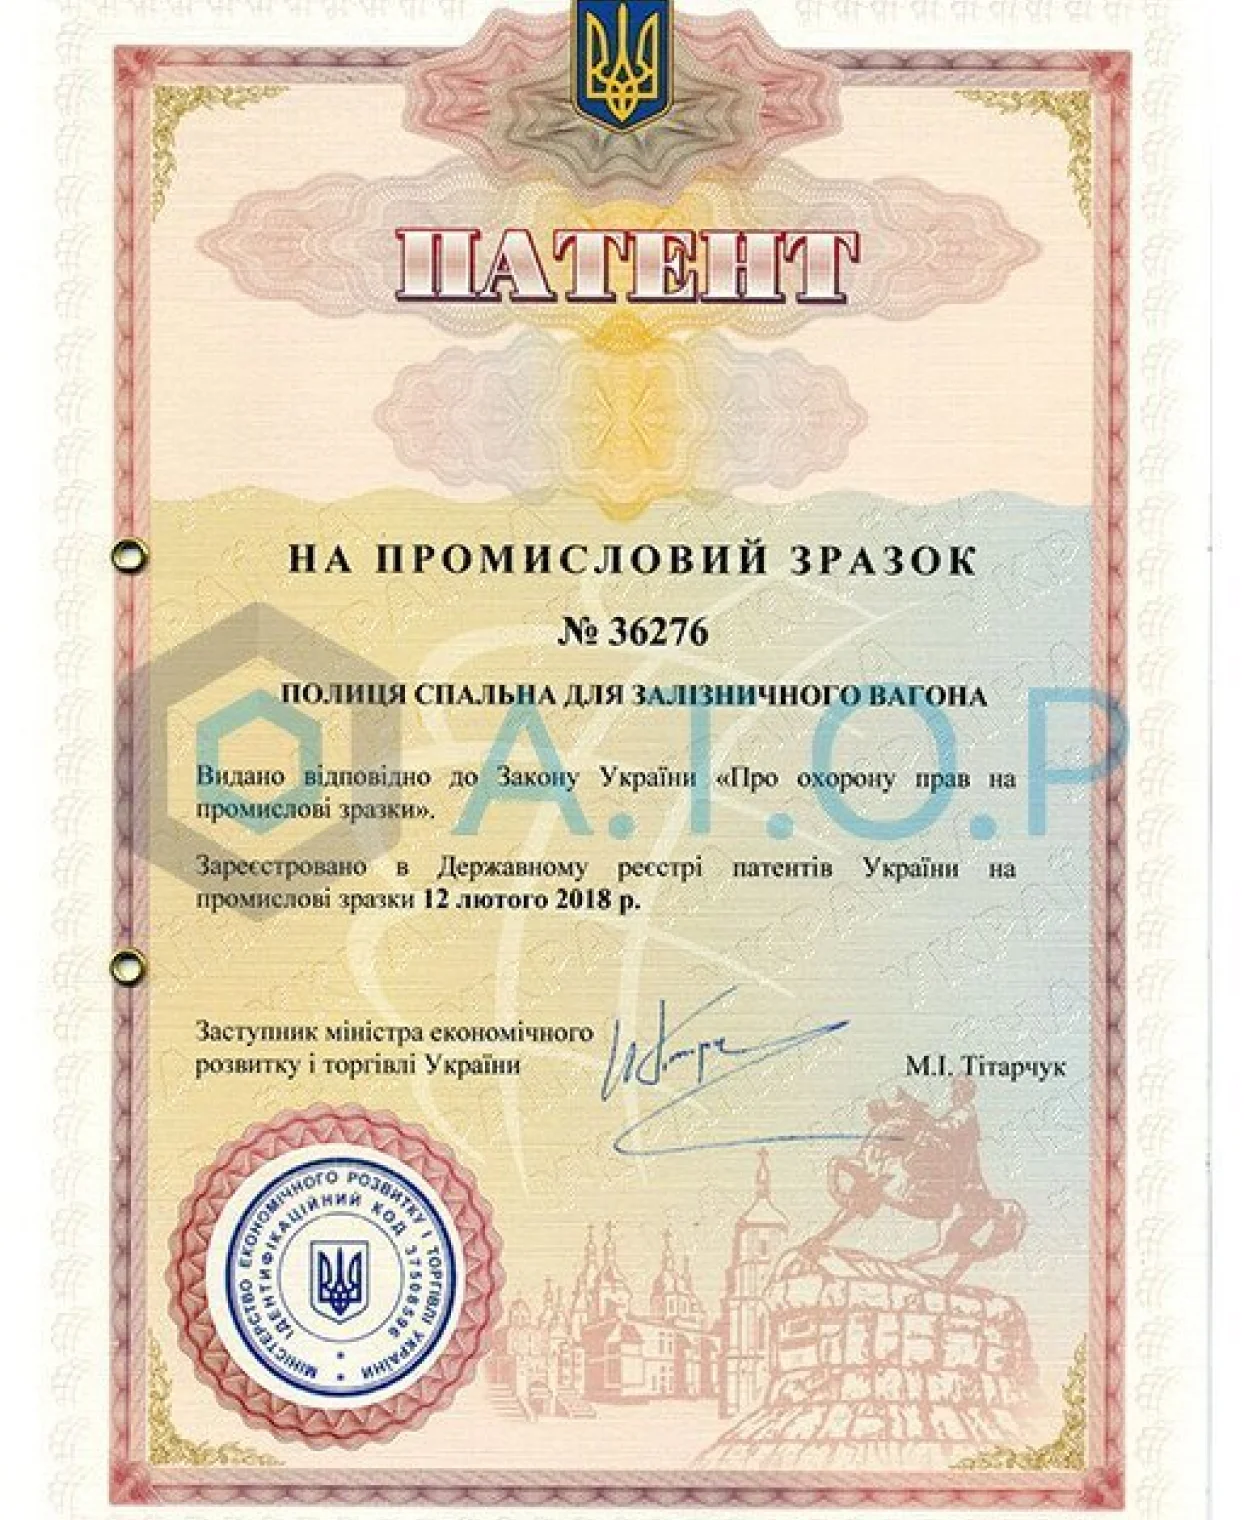 ПАТЕНТ
НА ПРОМИСЛОВИЙ ЗРАЗОК
№ 36276
ПОЛИЦЯ СПАЛЬНА ДЛЯ ЗАЛІЗНИЧНОГО ВАГОНА
А.Т.О.Р
Видано відповідно до Закону України «Про охорону прав на
промислові зразки».
Зареєстровано в Державному реєстрі патентів України на
промислові зразки 12 лютого 2018 р.
Заступник міністра економічного
розвитку і торгівлі України
М.І. Тітарчук
МІНІСТЕРСТВО ЕКОНОМІЧНОГО РОЗВИТКУ І ТОРГІВЛІ УКРАЇНИ
ІДЕНТИФІКАЦІЙНИЙ КОД 37508596